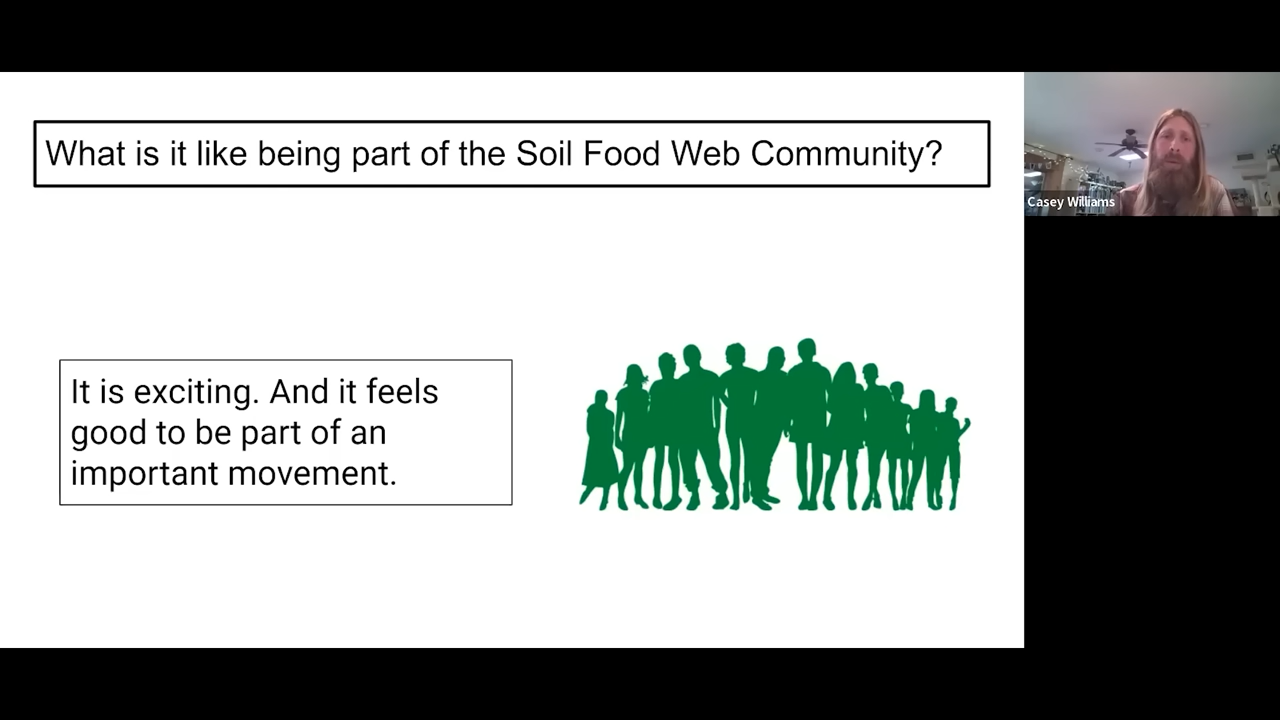 What is it like being part of the Soil Food Web Community?
Casey Williams
It is exciting. And it feels
good to be part of an
important movement.